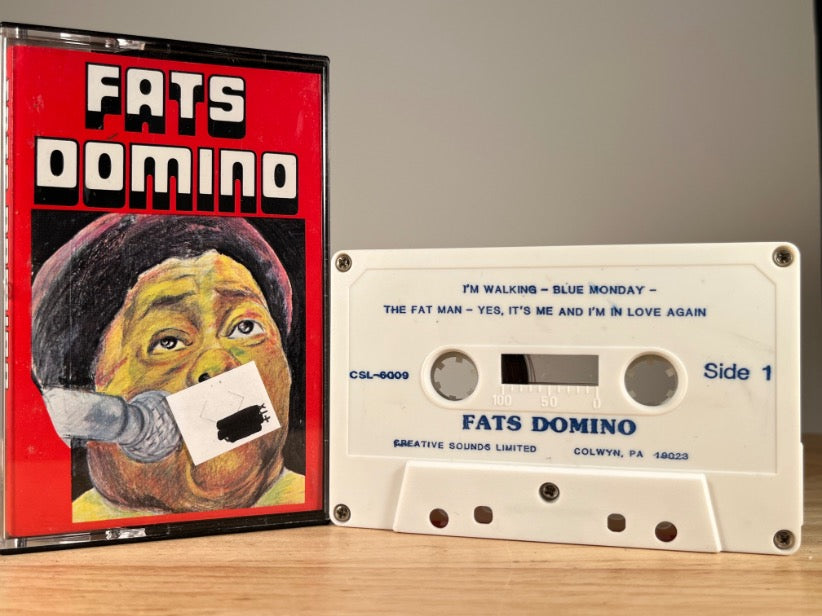 FATS
DOMINO
I'M WALKING – BLUE MONDAY –
THE FAT MAN – YES, IT'S ME AND I'M IN LOVE AGAIN
CSL-6009
Side 1
100 50 0
FATS DOMINO
CREATIVE SOUNDS LIMITED COLWYN, PA 19023